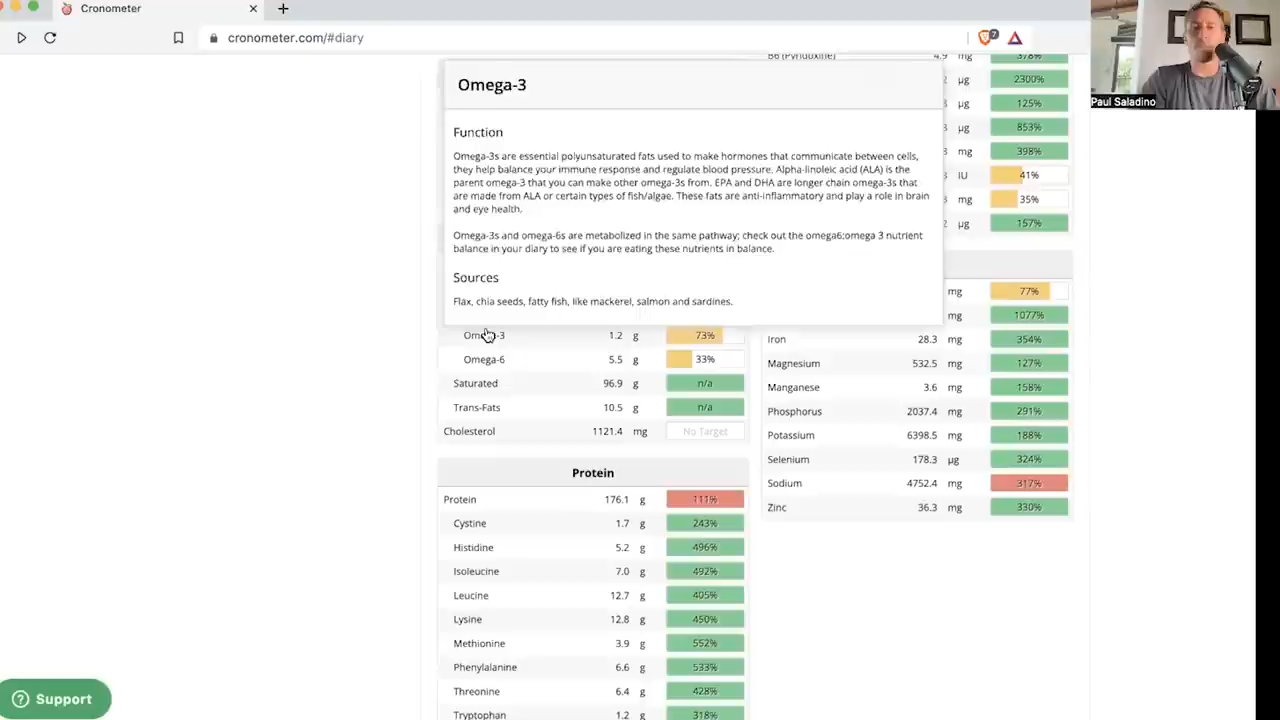 Cronometer
cronometer.com/#diary
7
Paul Saladino
Omega-3
Function
Omega-3s are essential polyunsaturated fats used to make hormones that communicate between cells,
they help balance your immune response and regulate blood pressure. Alpha-linoleic acid (ALA) is the
parent omega-3 that you can make other omega-3s from. EPA and DHA are longer chain omega-3s that
are made from ALA or certain types of fish/algae. These fats are anti-inflammatory and play a role in brain
and eye health.
Omega-3s and omega-6s are metabolized in the same pathway; check out the omega6:omega 3 nutrient
balance in your diary to see if you are eating these nutrients in balance.
Sources
Flax, chia seeds, fatty fish, like mackerel, salmon and sardines.
Omega-3 1.2 g 73%
Omega-6 5.5 g 33%
Saturated 96.9 g n/a
Trans-Fats 10.5 g n/a
Cholesterol 1121.4 mg No Target
Protein
Protein 176.1 g 111%
Cystine 1.7 g 243%
Histidine 5.2 g 496%
Isoleucine 7.0 g 492%
Leucine 12.7 g 405%
Lysine 12.8 g 450%
Methionine 3.9 g 552%
Phenylalanine 6.6 g 533%
Threonine 6.4 g 428%
Tryptophan 1.2 g 318%
B6 (Pyridoxine) 4.9 mg 378%
µg 2300%
µg 125%
µg 853%
mg 398%
IU 41%
mg 35%
µg 157%
mg 77%
mg 1077%
Iron 28.3 mg 354%
Magnesium 532.5 mg 127%
Manganese 3.6 mg 158%
Phosphorus 2037.4 mg 291%
Potassium 6398.5 mg 188%
Selenium 178.3 µg 324%
Sodium 4752.4 mg 317%
Zinc 36.3 mg 330%
Support